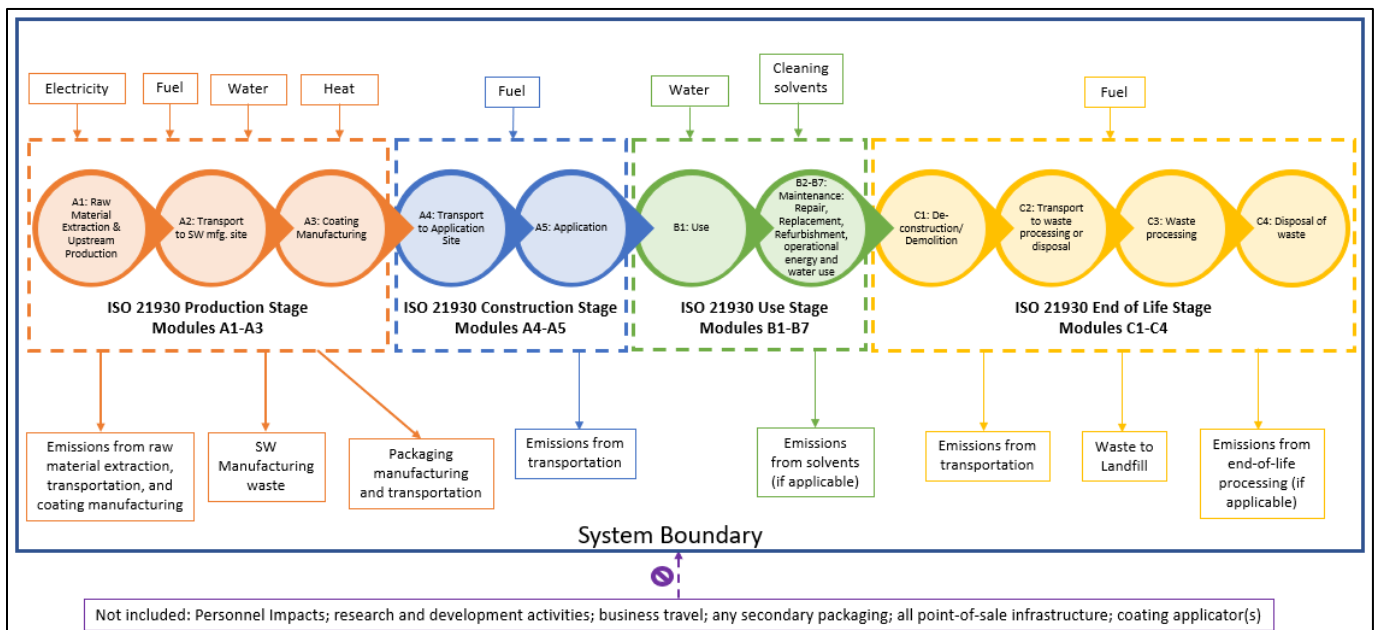 Electricity
Fuel
Water
Heat
Fuel
Water
Cleaning
solvents
Fuel
A1: Raw
Material
Extraction &
Upstream
Production
A2: Transport
to SW mfg. site
A3: Coating
Manufacturing
A4: Transport
to Application
Site
A5: Application
B1: Use
B2-B7:
Maintenance:
Repair,
Replacement,
Refurbishment,
operational
energy and
water use
C1: De-
construction/
Demolition
C2: Transport
to waste
processing or
disposal
C3: Waste
processing
C4: Disposal of
waste
ISO 21930 Production Stage
Modules A1-A3
ISO 21930 Construction Stage
Modules A4-A5
ISO 21930 Use Stage
Modules B1-B7
ISO 21930 End of Life Stage
Modules C1-C4
Emissions from raw
material extraction,
transportation, and
coating manufacturing
SW
Manufacturing
waste
Packaging
manufacturing
and transportation
Emissions from
transportation
Emissions
from solvents
(if applicable)
Emissions from
transportation
Waste to
Landfill
Emissions from
end-of-life
processing (if
applicable)
System Boundary
Not included: Personnel Impacts; research and development activities; business travel; any secondary packaging; all point-of-sale infrastructure; coating applicator(s)